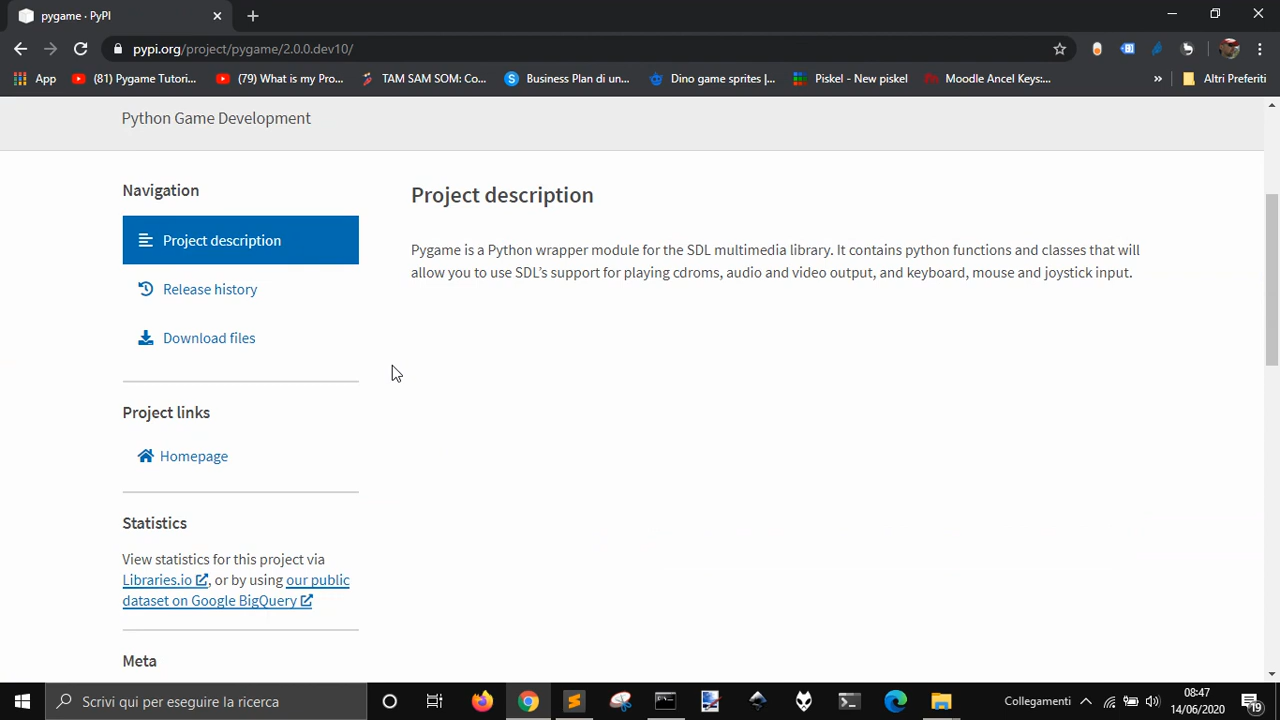 pygame · PyPI
pypi.org/project/pygame/2.0.0.dev10/
App
(81) Pygame Tutori...
(79) What is my Pro...
TAM SAM SOM: Co...
Business Plan di un...
Dino game sprites |...
Piskel - New piskel
Moodle Ancel Keys:...
»
Altri Preferiti
Python Game Development
Navigation
Project description
Release history
Download files
Project links
Homepage
Statistics
View statistics for this project via
Libraries.io, or by using our public
dataset on Google BigQuery
Meta
Project description
Pygame is a Python wrapper module for the SDL multimedia library. It contains python functions and classes that will
allow you to use SDL’s support for playing cdroms, audio and video output, and keyboard, mouse and joystick input.
Scrivi qui per eseguire la ricerca
Collegamenti
08:47
14/06/2020
19